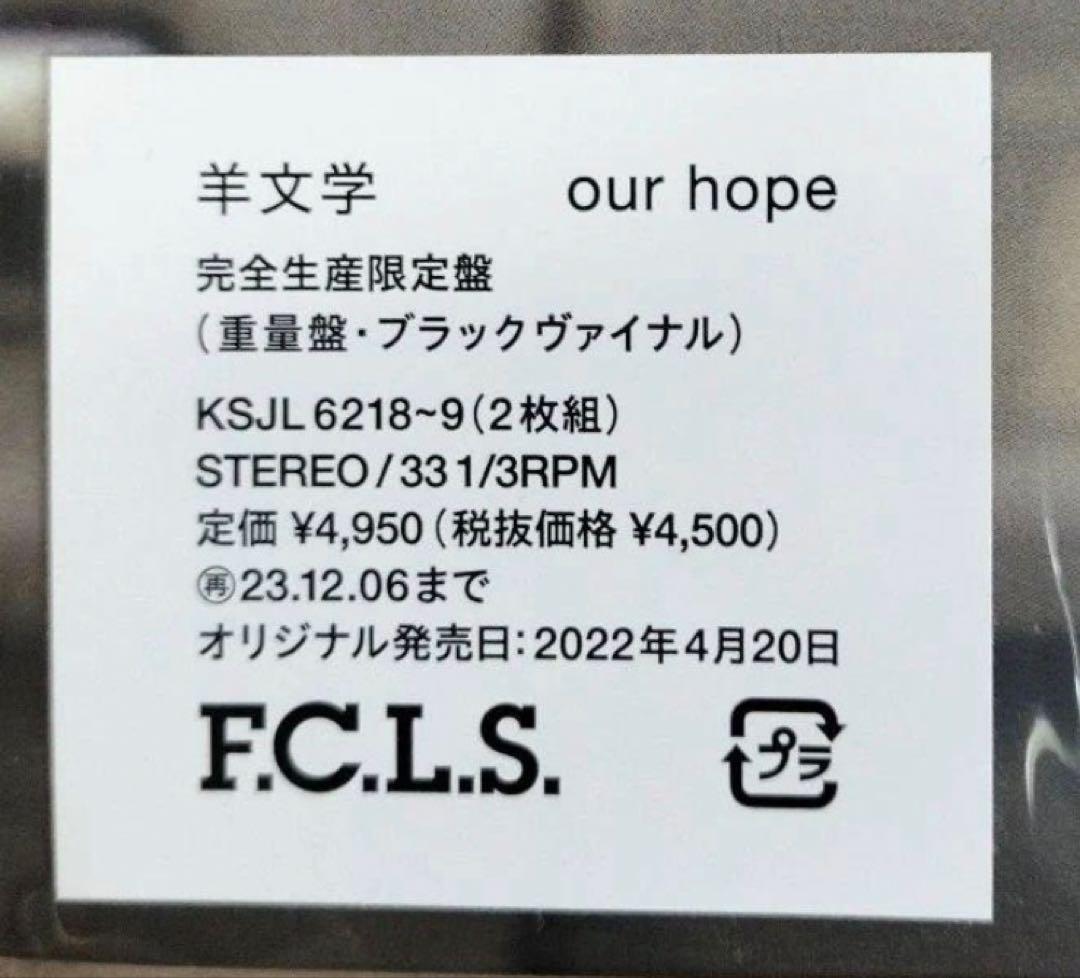 羊文学 our hope
完全生産限定盤
(重量盤・ブラックヴァイナル)
KSJL 6218~9(2枚組)
STEREO/33 1/3RPM
定価 ¥4,950(税抜価格 ¥4,500)
㊢23.12.06まで
オリジナル発売日:2022年4月20日
F.C.L.S.
プラ